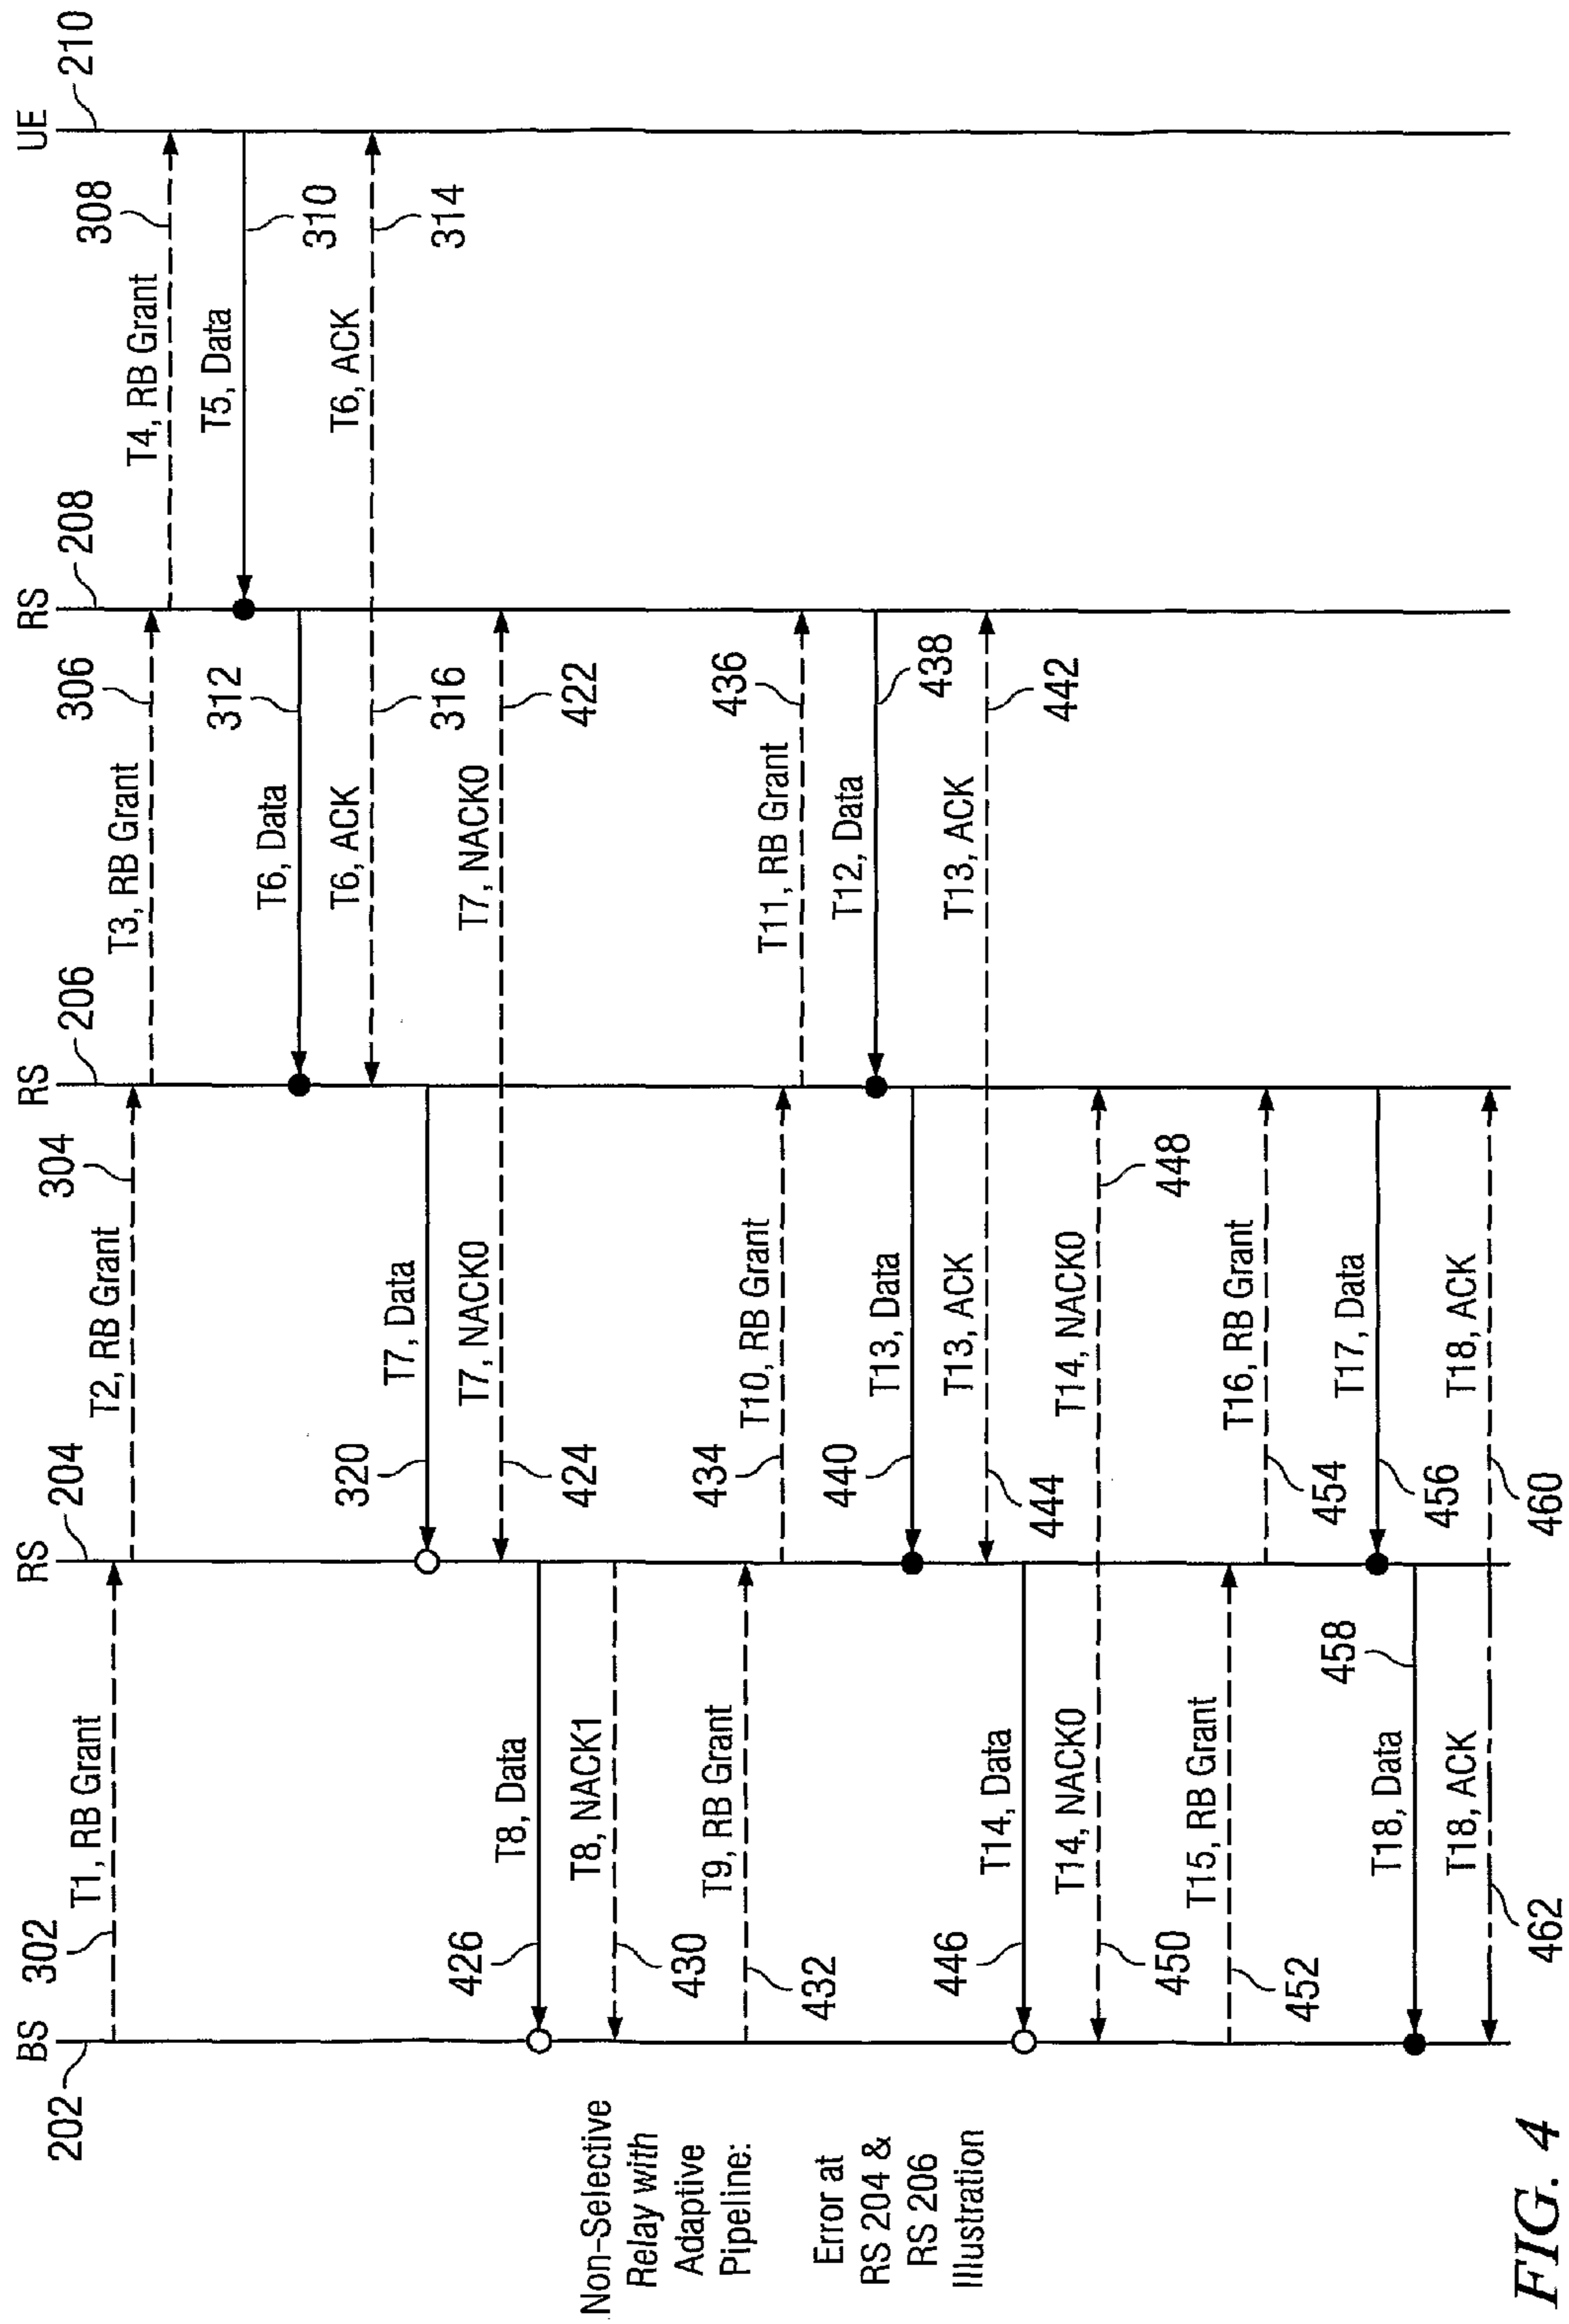 BS
RS
RS
RS
UE
202
204
206
208
210
302
T1, RB Grant
T2, RB Grant
304
T3, RB Grant
306
T4, RB Grant
308
T5, Data
310
T6, Data
312
T6, ACK
316
T6, ACK
314
320
T7, Data
424
T7, NACK0
T7, NACK0
422
426
T8, Data
430
T8, NACK1
432
T9, RB Grant
434
T10, RB Grant
T11, RB Grant
436
T12, Data
438
440
T13, Data
444
T13, ACK
T13, ACK
442
446
T14, Data
450
T14, NACK0
T14, NACK0
448
452
T15, RB Grant
454
T16, RB Grant
456
T17, Data
T18, Data
458
462
T18, ACK
460
T18, ACK
Non-Selective
Relay with
Adaptive
Pipeline:
Error at
RS 204 &
RS 206
Illustration
FIG. 4